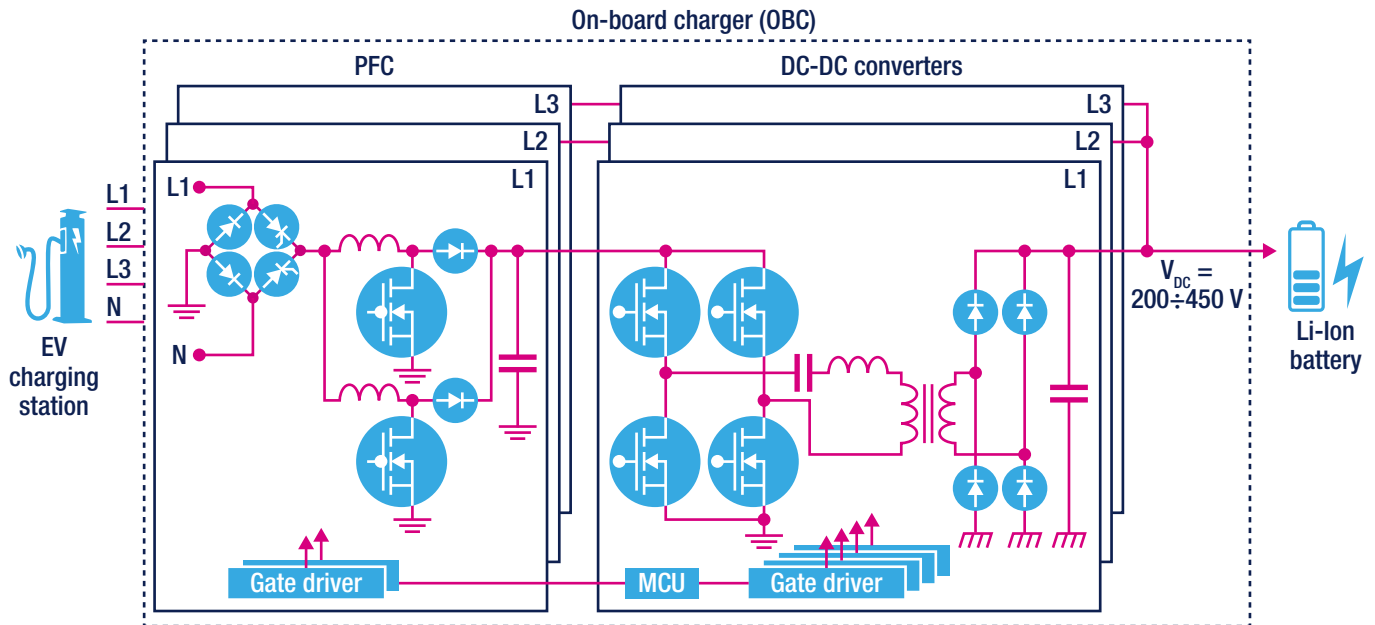 On-board charger (OBC)
PFC
DC-DC converters
L3
L3
L2
L2
L1
L1
L1
L1
L2
L3
N
N
EV
charging
station
V_DC =
200÷450 V
Li-Ion
battery
Gate driver
MCU
Gate driver